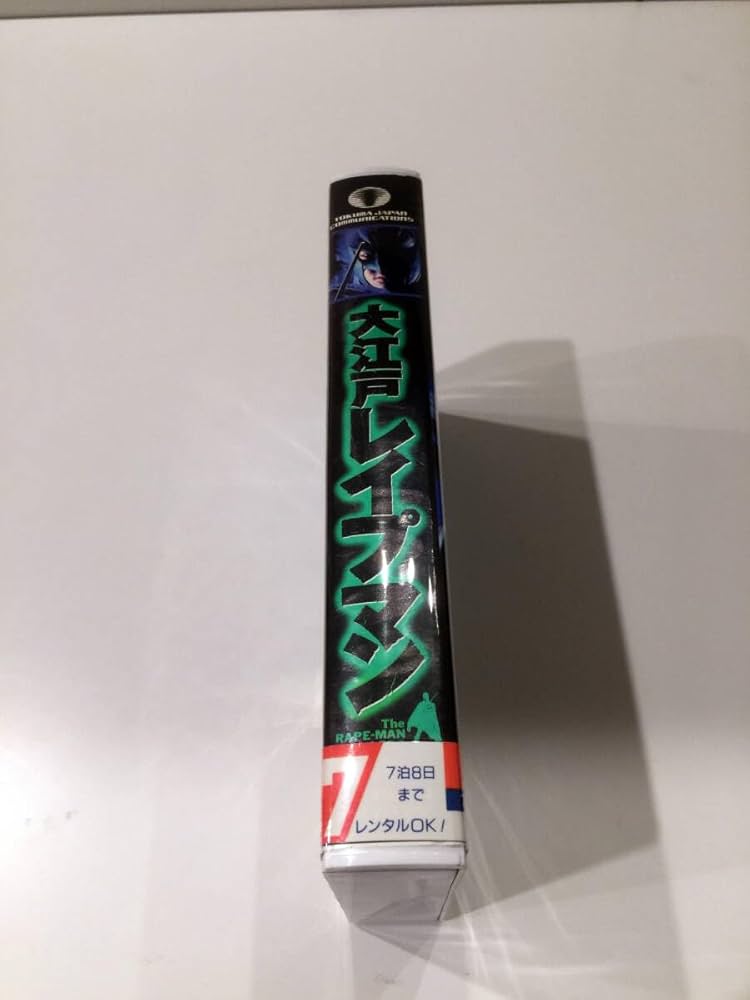 TOKUMA JAPAN
COMMUNICATIONS
大江戸レイプマン
The
RAPE-MAN
7
7泊8日
まで
レンタルOK!